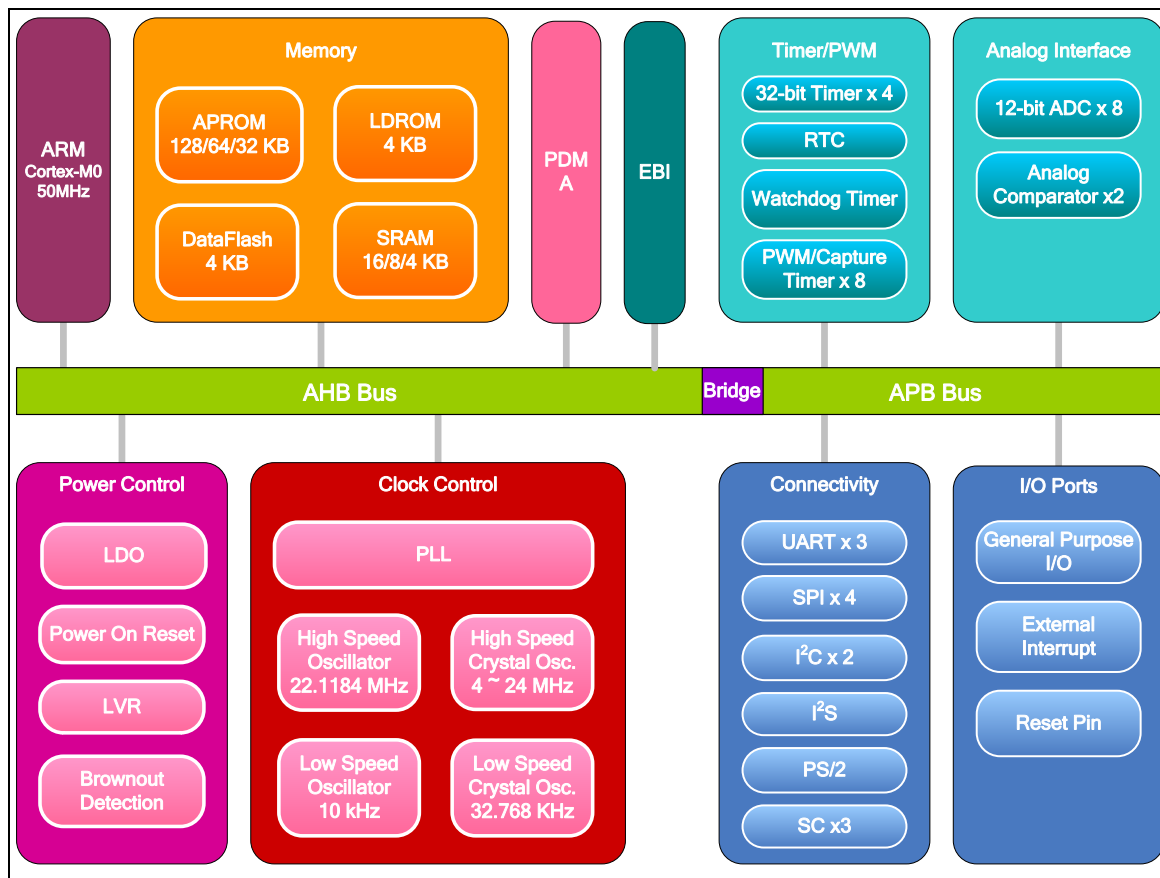 ARM
Cortex-M0
50MHz
Memory
APROM
128/64/32 KB
LDROM
4 KB
DataFlash
4 KB
SRAM
16/8/4 KB
PDM
A
EBI
Timer/PWM
32-bit Timer x 4
RTC
Watchdog Timer
PWM/Capture
Timer x 8
Analog Interface
12-bit ADC x 8
Analog
Comparator x2
AHB Bus
Bridge
APB Bus
Power Control
LDO
Power On Reset
LVR
Brownout
Detection
Clock Control
PLL
High Speed
Oscillator
22.1184 MHz
High Speed
Crystal Osc.
4 ~ 24 MHz
Low Speed
Oscillator
10 kHz
Low Speed
Crystal Osc.
32.768 KHz
Connectivity
UART x 3
SPI x 4
I²C x 2
I²S
PS/2
SC x3
I/O Ports
General Purpose
I/O
External
Interrupt
Reset Pin